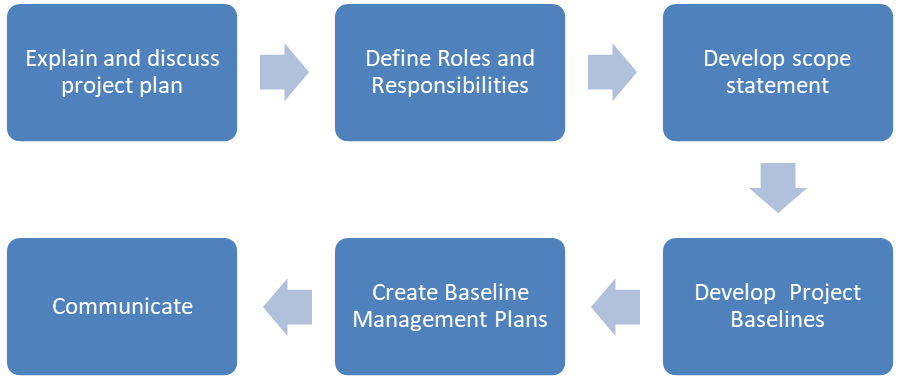 Explain and discuss
project plan
Define Roles and
Responsibilities
Develop scope
statement
Develop  Project
Baselines
Create Baseline
Management Plans
Communicate